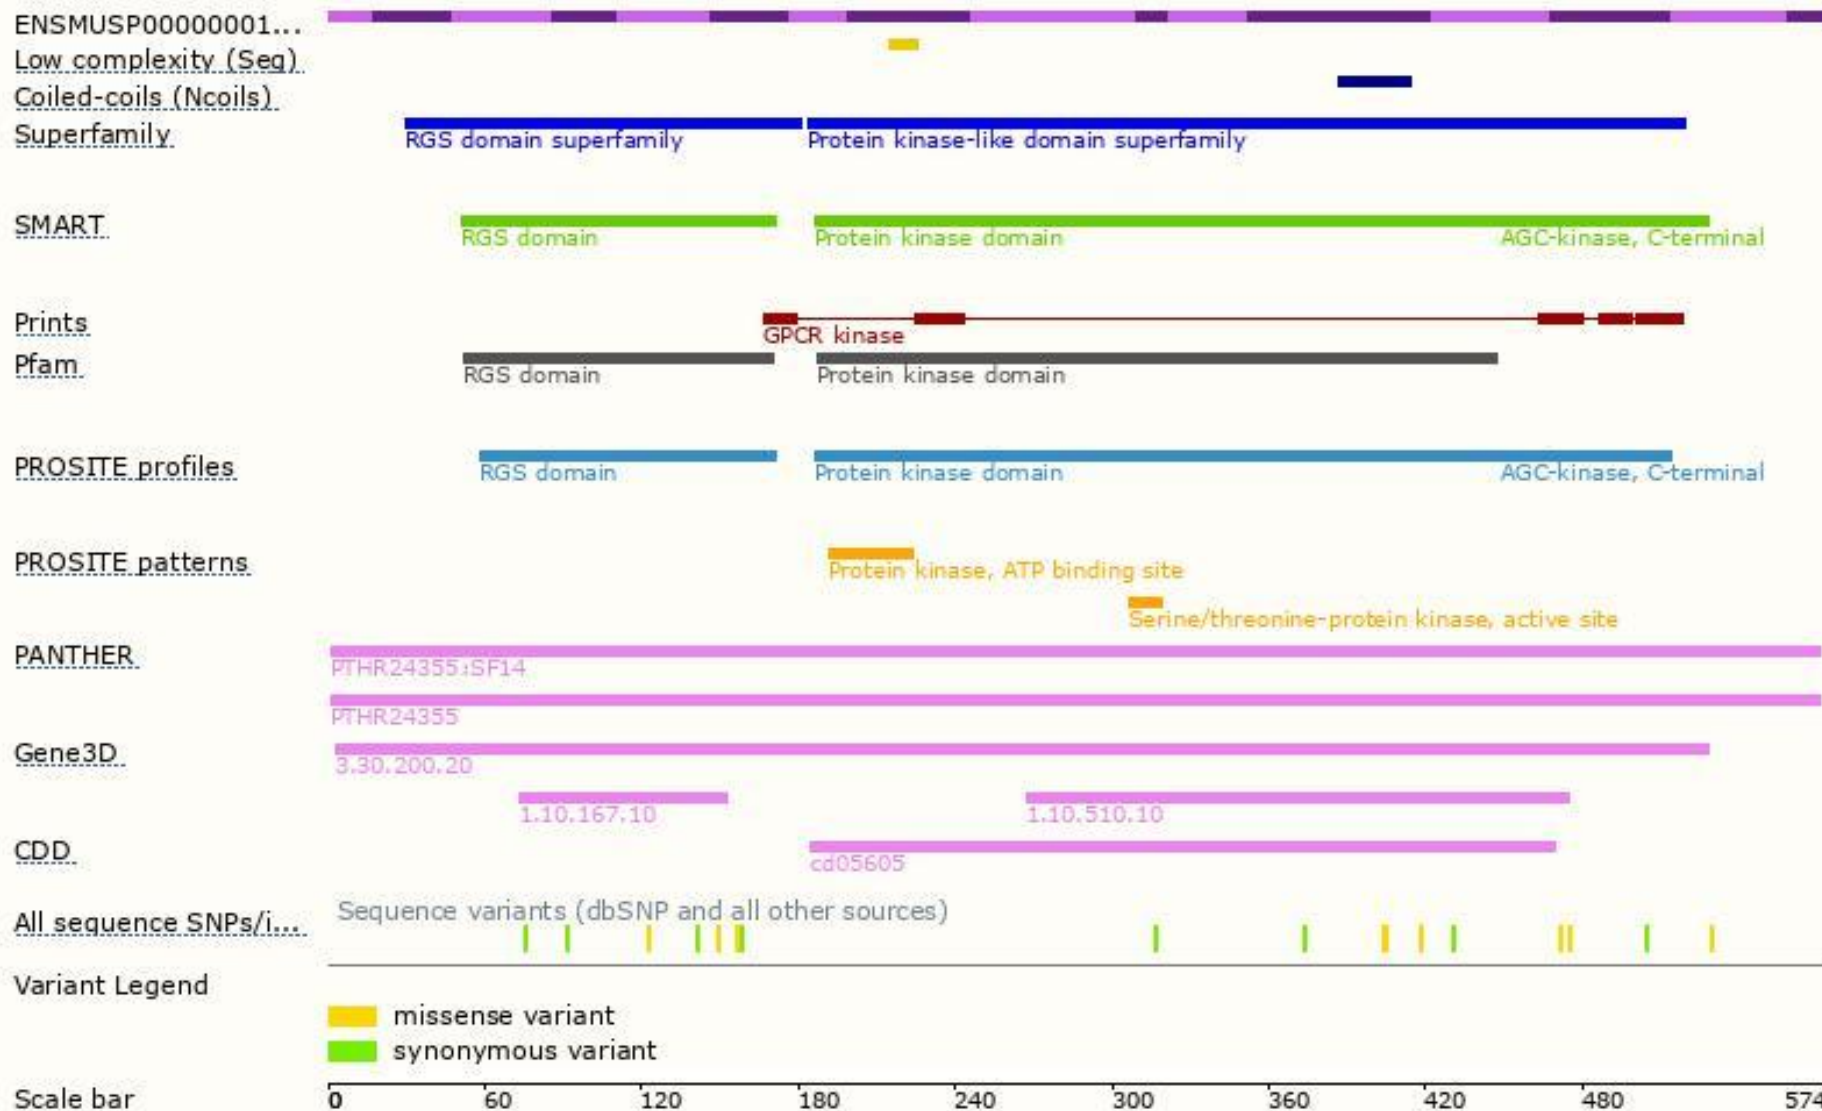 ENSMUSP00000001...
Low complexity (Seg)
Coiled-coils (Ncoils)
Superfamily
RGS domain superfamily Protein kinase-like domain superfamily
SMART
RGS domain Protein kinase domain AGC-kinase, C-terminal
Prints
GPCR kinase
Pfam
RGS domain Protein kinase domain
PROSITE profiles
RGS domain Protein kinase domain AGC-kinase, C-terminal
PROSITE patterns
Protein kinase, ATP binding site
Serine/threonine-protein kinase, active site
PANTHER
PTHR24355:SF14
PTHR24355
Gene3D
3.30.200.20
1.10.167.10 1.10.510.10
CDD
cd05605
All sequence SNPs/i... Sequence variants (dbSNP and all other sources)
Variant Legend
missense variant
synonymous variant
Scale bar 0 60 120 180 240 300 360 420 480 574